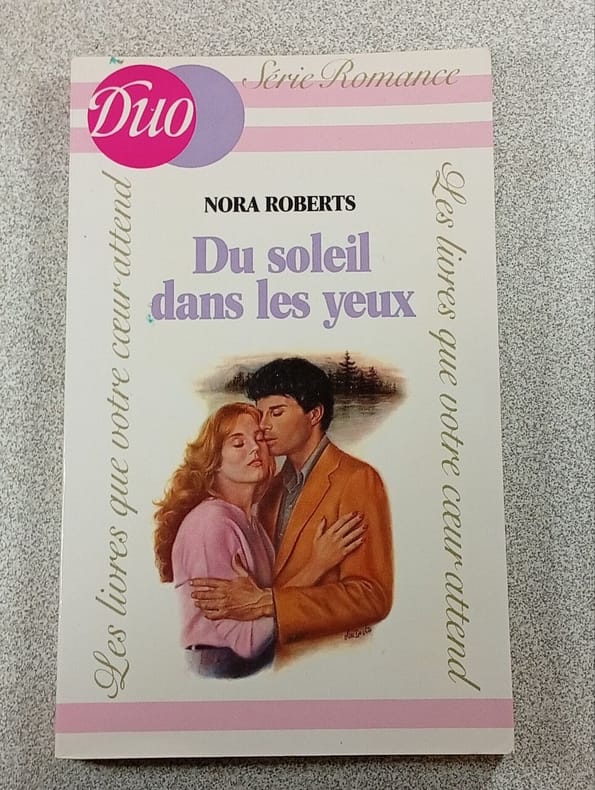 Duo
Série Romance
NORA ROBERTS
Du soleil
dans les yeux
Les livres que votre cœur attend
Les livres que votre cœur attend